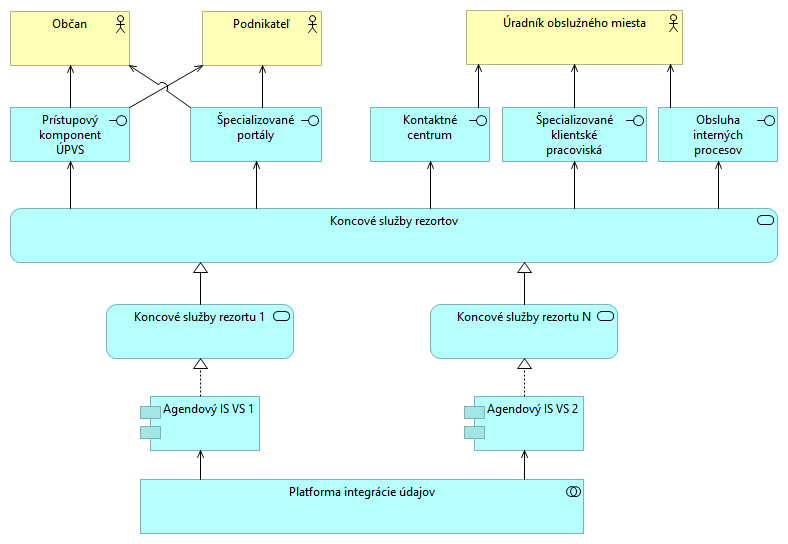 Občan
Podnikateľ
Úradník obslužného miesta
Prístupový
komponent
ÚPVS
Špecializované
portály
Kontaktné
centrum
Špecializované
klientské
pracoviská
Obsluha
interných
procesov
Koncové služby rezortov
Koncové služby rezortu 1
Koncové služby rezortu N
Agendový IS VS 1
Agendový IS VS 2
Platforma integrácie údajov